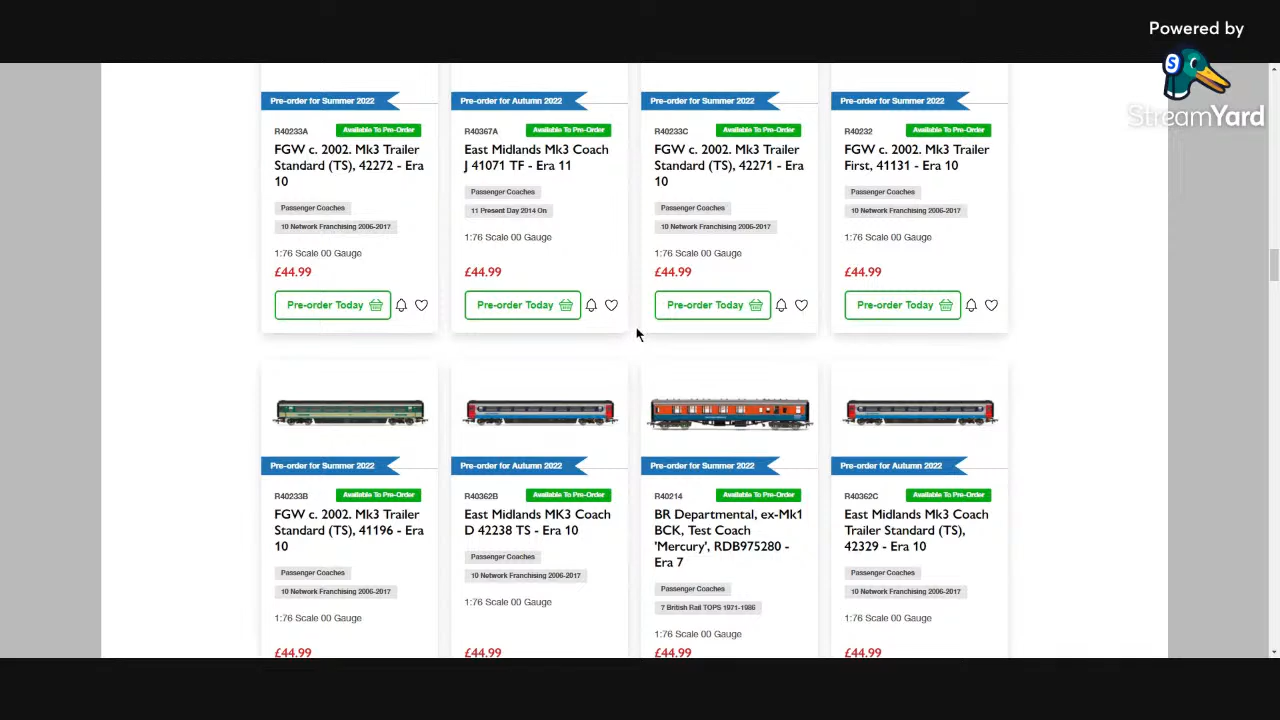 Powered by
StreamYard
Pre-order for Summer 2022
R40233A
Available To Pre-Order
FGW c. 2002. Mk3 Trailer
Standard (TS), 42272 - Era
10
Passenger Coaches
10 Network Franchising 2006-2017
1:76 Scale 00 Gauge
£44.99
Pre-order Today
Pre-order for Autumn 2022
R40367A
Available To Pre-Order
East Midlands Mk3 Coach
J 41071 TF - Era 11
Passenger Coaches
11 Present Day 2014 On
1:76 Scale 00 Gauge
£44.99
Pre-order Today
Pre-order for Summer 2022
R40233C
Available To Pre-Order
FGW c. 2002. Mk3 Trailer
Standard (TS), 42271 - Era
10
Passenger Coaches
10 Network Franchising 2006-2017
1:76 Scale 00 Gauge
£44.99
Pre-order Today
Pre-order for Summer 2022
R40232
Available To Pre-Order
FGW c. 2002. Mk3 Trailer
First, 41131 - Era 10
Passenger Coaches
10 Network Franchising 2006-2017
1:76 Scale 00 Gauge
£44.99
Pre-order Today
Pre-order for Summer 2022
R40233B
Available To Pre-Order
FGW c. 2002. Mk3 Trailer
Standard (TS), 41196 - Era
10
Passenger Coaches
10 Network Franchising 2006-2017
1:76 Scale 00 Gauge
£44.99
Pre-order for Autumn 2022
R40362B
Available To Pre-Order
East Midlands MK3 Coach
D 42238 TS - Era 10
Passenger Coaches
10 Network Franchising 2006-2017
1:76 Scale 00 Gauge
£44.99
Pre-order for Summer 2022
R40214
Available To Pre-Order
BR Departmental, ex-Mk1
BCK, Test Coach
'Mercury', RDB975280 -
Era 7
Passenger Coaches
7 British Rail TOPS 1971-1986
1:76 Scale 00 Gauge
£44.99
Pre-order for Autumn 2022
R40362C
Available To Pre-Order
East Midlands Mk3 Coach
Trailer Standard (TS),
42329 - Era 10
Passenger Coaches
10 Network Franchising 2006-2017
1:76 Scale 00 Gauge
£44.99